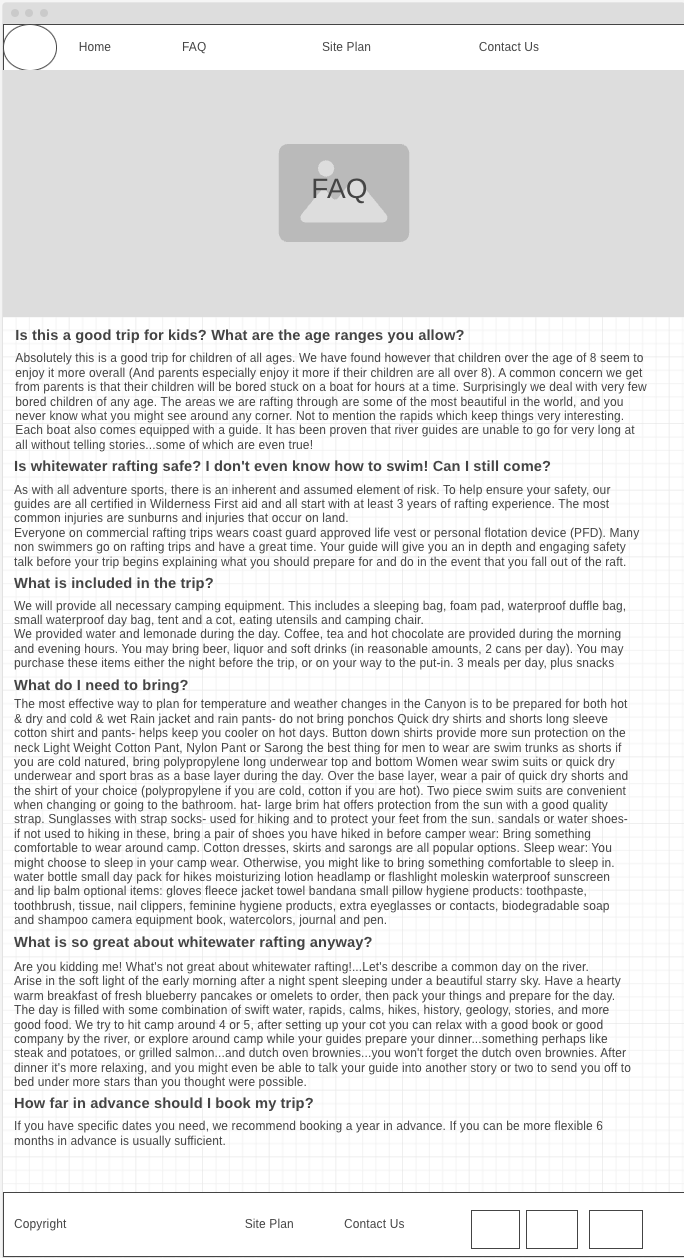 Home FAQ Site Plan Contact Us
FAQ
Is this a good trip for kids? What are the age ranges you allow?
Absolutely this is a good trip for children of all ages. We have found however that children over the age of 8 seem to
enjoy it more overall (And parents especially enjoy it more if their children are all over 8). A common concern we get
from parents is that their children will be bored stuck on a boat for hours at a time. Surprisingly we deal with very few
bored children of any age. The areas we are rafting through are some of the most beautiful in the world, and you
never know what you might see around any corner. Not to mention the rapids which keep things very interesting.
Each boat also comes equipped with a guide. It has been proven that river guides are unable to go for very long at
all without telling stories...some of which are even true!
Is whitewater rafting safe? I don't even know how to swim! Can I still come?
As with all adventure sports, there is an inherent and assumed element of risk. To help ensure your safety, our
guides are all certified in Wilderness First aid and all start with at least 3 years of rafting experience. The most
common injuries are sunburns and injuries that occur on land.
Everyone on commercial rafting trips wears coast guard approved life vest or personal flotation device (PFD). Many
non swimmers go on rafting trips and have a great time. Your guide will give you an in depth and engaging safety
talk before your trip begins explaining what you should prepare for and do in the event that you fall out of the raft.
What is included in the trip?
We will provide all necessary camping equipment. This includes a sleeping bag, foam pad, waterproof duffle bag,
small waterproof day bag, tent and a cot, eating utensils and camping chair.
We provided water and lemonade during the day. Coffee, tea and hot chocolate are provided during the morning
and evening hours. You may bring beer, liquor and soft drinks (in reasonable amounts, 2 cans per day). You may
purchase these items either the night before the trip, or on your way to the put-in. 3 meals per day, plus snacks
What do I need to bring?
The most effective way to plan for temperature and weather changes in the Canyon is to be prepared for both hot
& dry and cold & wet Rain jacket and rain pants- do not bring ponchos Quick dry shirts and shorts long sleeve
cotton shirt and pants- helps keep you cooler on hot days. Button down shirts provide more sun protection on the
neck Light Weight Cotton Pant, Nylon Pant or Sarong the best thing for men to wear are swim trunks as shorts if
you are cold natured, bring polypropylene long underwear top and bottom Women wear swim suits or quick dry
underwear and sport bras as a base layer during the day. Over the base layer, wear a pair of quick dry shorts and
the shirt of your choice (polypropylene if you are cold, cotton if you are hot). Two piece swim suits are convenient
when changing or going to the bathroom. hat- large brim hat offers protection from the sun with a good quality
strap. Sunglasses with strap socks- used for hiking and to protect your feet from the sun. sandals or water shoes-
if not used to hiking in these, bring a pair of shoes you have hiked in before camper wear: Bring something
comfortable to wear around camp. Cotton dresses, skirts and sarongs are all popular options. Sleep wear: You
might choose to sleep in your camp wear. Otherwise, you might like to bring something comfortable to sleep in.
water bottle small day pack for hikes moisturizing lotion headlamp or flashlight moleskin waterproof sunscreen
and lip balm optional items: gloves fleece jacket towel bandana small pillow hygiene products: toothpaste,
toothbrush, tissue, nail clippers, feminine hygiene products, extra eyeglasses or contacts, biodegradable soap
and shampoo camera equipment book, watercolors, journal and pen.
What is so great about whitewater rafting anyway?
Are you kidding me! What's not great about whitewater rafting!...Let's describe a common day on the river.
Arise in the soft light of the early morning after a night spent sleeping under a beautiful starry sky. Have a hearty
warm breakfast of fresh blueberry pancakes or omelets to order, then pack your things and prepare for the day.
The day is filled with some combination of swift water, rapids, calms, hikes, history, geology, stories, and more
good food. We try to hit camp around 4 or 5, after setting up your cot you can relax with a good book or good
company by the river, or explore around camp while your guides prepare your dinner...something perhaps like
steak and potatoes, or grilled salmon...and dutch oven brownies...you won't forget the dutch oven brownies. After
dinner it's more relaxing, and you might even be able to talk your guide into another story or two to send you off to
bed under more stars than you thought were possible.
How far in advance should I book my trip?
If you have specific dates you need, we recommend booking a year in advance. If you can be more flexible 6
months in advance is usually sufficient.
Copyright Site Plan Contact Us